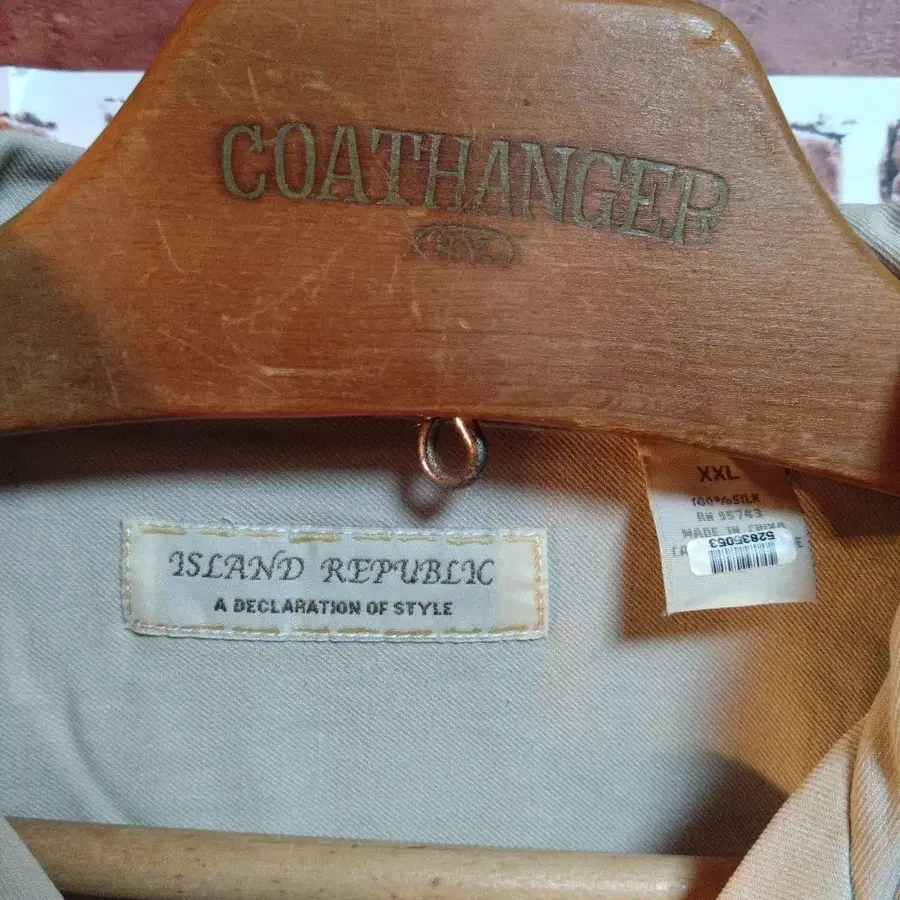 COATHANGER
ISLAND REPUBLIC
A DECLARATION OF STYLE
XXL
100% SILK
RN 95743
MADE IN CHINA
52835053